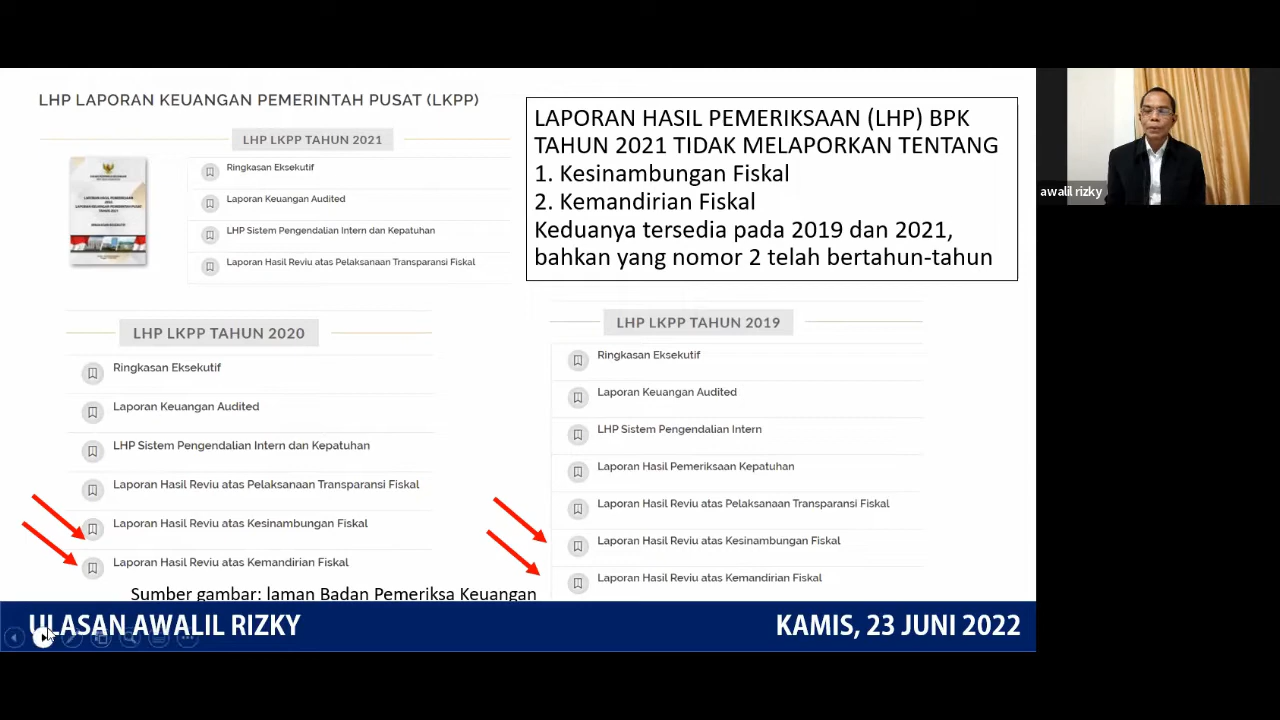 LHP LAPORAN KEUANGAN PEMERINTAH PUSAT (LKPP)
LHP LKPP TAHUN 2021
Ringkasan Eksekutif
Laporan Keuangan Audited
LHP Sistem Pengendalian Intern dan Kepatuhan
Laporan Hasil Reviu atas Pelaksanaan Transparansi Fiskal
LAPORAN HASIL PEMERIKSAAN (LHP) BPK
TAHUN 2021 TIDAK MELAPORKAN TENTANG
1. Kesinambungan Fiskal
2. Kemandirian Fiskal
Keduanya tersedia pada 2019 dan 2021,
bahkan yang nomor 2 telah bertahun-tahun
awalil rizky
LHP LKPP TAHUN 2020
Ringkasan Eksekutif
Laporan Keuangan Audited
LHP Sistem Pengendalian Intern dan Kepatuhan
Laporan Hasil Reviu atas Pelaksanaan Transparansi Fiskal
Laporan Hasil Reviu atas Kesinambungan Fiskal
Laporan Hasil Reviu atas Kemandirian Fiskal
LHP LKPP TAHUN 2019
Ringkasan Eksekutif
Laporan Keuangan Audited
LHP Sistem Pengendalian Intern
Laporan Hasil Pemeriksaan Kepatuhan
Laporan Hasil Reviu atas Pelaksanaan Transparansi Fiskal
Laporan Hasil Reviu atas Kesinambungan Fiskal
Laporan Hasil Reviu atas Kemandirian Fiskal
Sumber gambar: laman Badan Pemeriksa Keuangan
ULASAN AWALIL RIZKY
KAMIS, 23 JUNI 2022